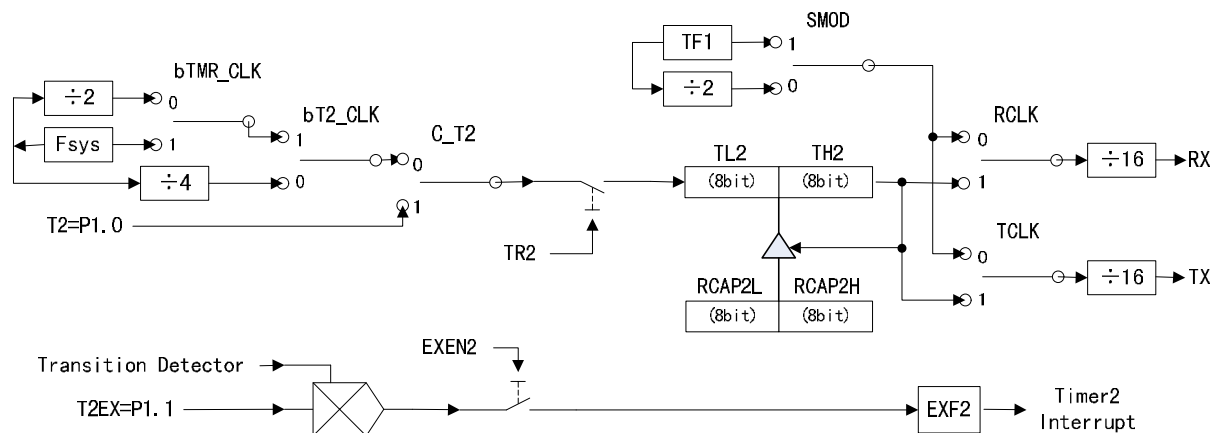 SMOD
TF1
1
÷2
0
bTMR_CLK
÷2
0
bT2_CLK
Fsys
1
1
C_T2
0
÷4
0
1
T2=P1.0
TR2
TL2
(8bit)
TH2
(8bit)
RCAP2L
(8bit)
RCAP2H
(8bit)
RCLK
0
1
÷16
RX
TCLK
0
1
÷16
TX
Transition Detector
T2EX=P1.1
EXEN2
EXF2
Timer2
Interrupt